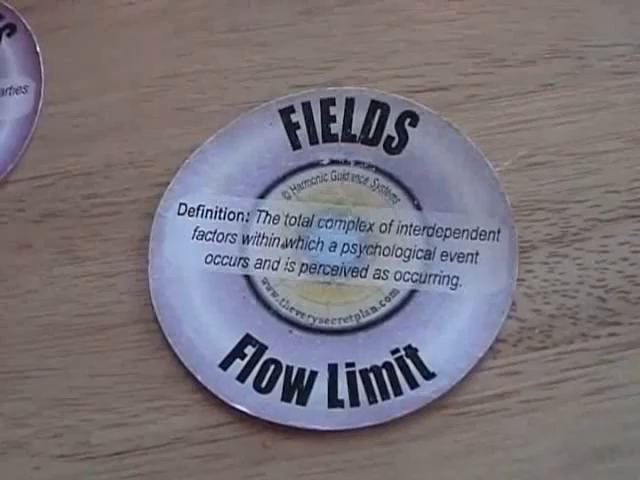 FIELDS
© Harmonic Guidance Systems
Definition: The total complex of interdependent
factors within which a psychological event
occurs and is perceived as occurring.
www.theverysecretplan.com
Flow Limit
arties